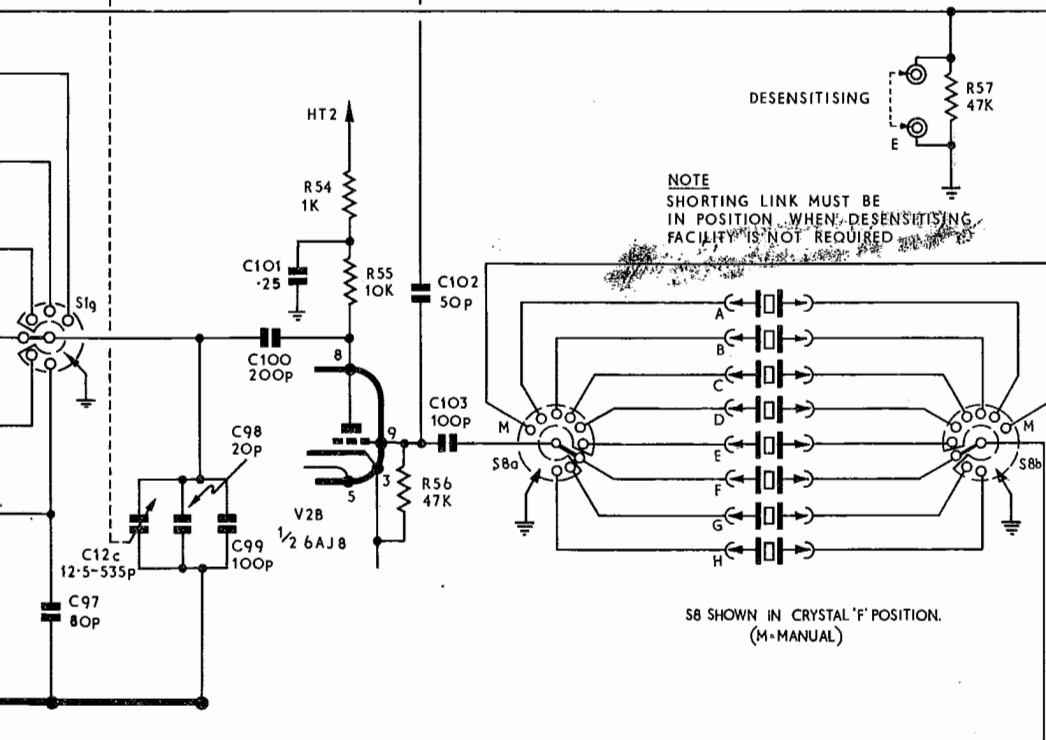 DESENSITISING
R57
47K
E
HT2
R54
1K
NOTE
SHORTING LINK MUST BE
IN POSITION WHEN DESENSITISING
FACILITY IS NOT REQUIRED
C101
.25
R55
10K
C102
50p
S1g
A
B
C
D
E
F
G
H
C100
200p
8
C103
100p
9
M
M
S8a
S8b
C98
20p
3
5
R56
47K
V2B
1/2 6AJ8
C12c
12.5-535p
C99
100p
C97
80p
S8 SHOWN IN CRYSTAL 'F' POSITION.
(M=MANUAL)